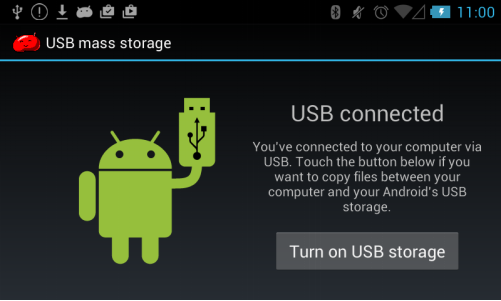 11:00
USB mass storage
USB connected
You've connected to your computer via
USB. Touch the button below if you
want to copy files between your
computer and your Android's USB
storage.
Turn on USB storage